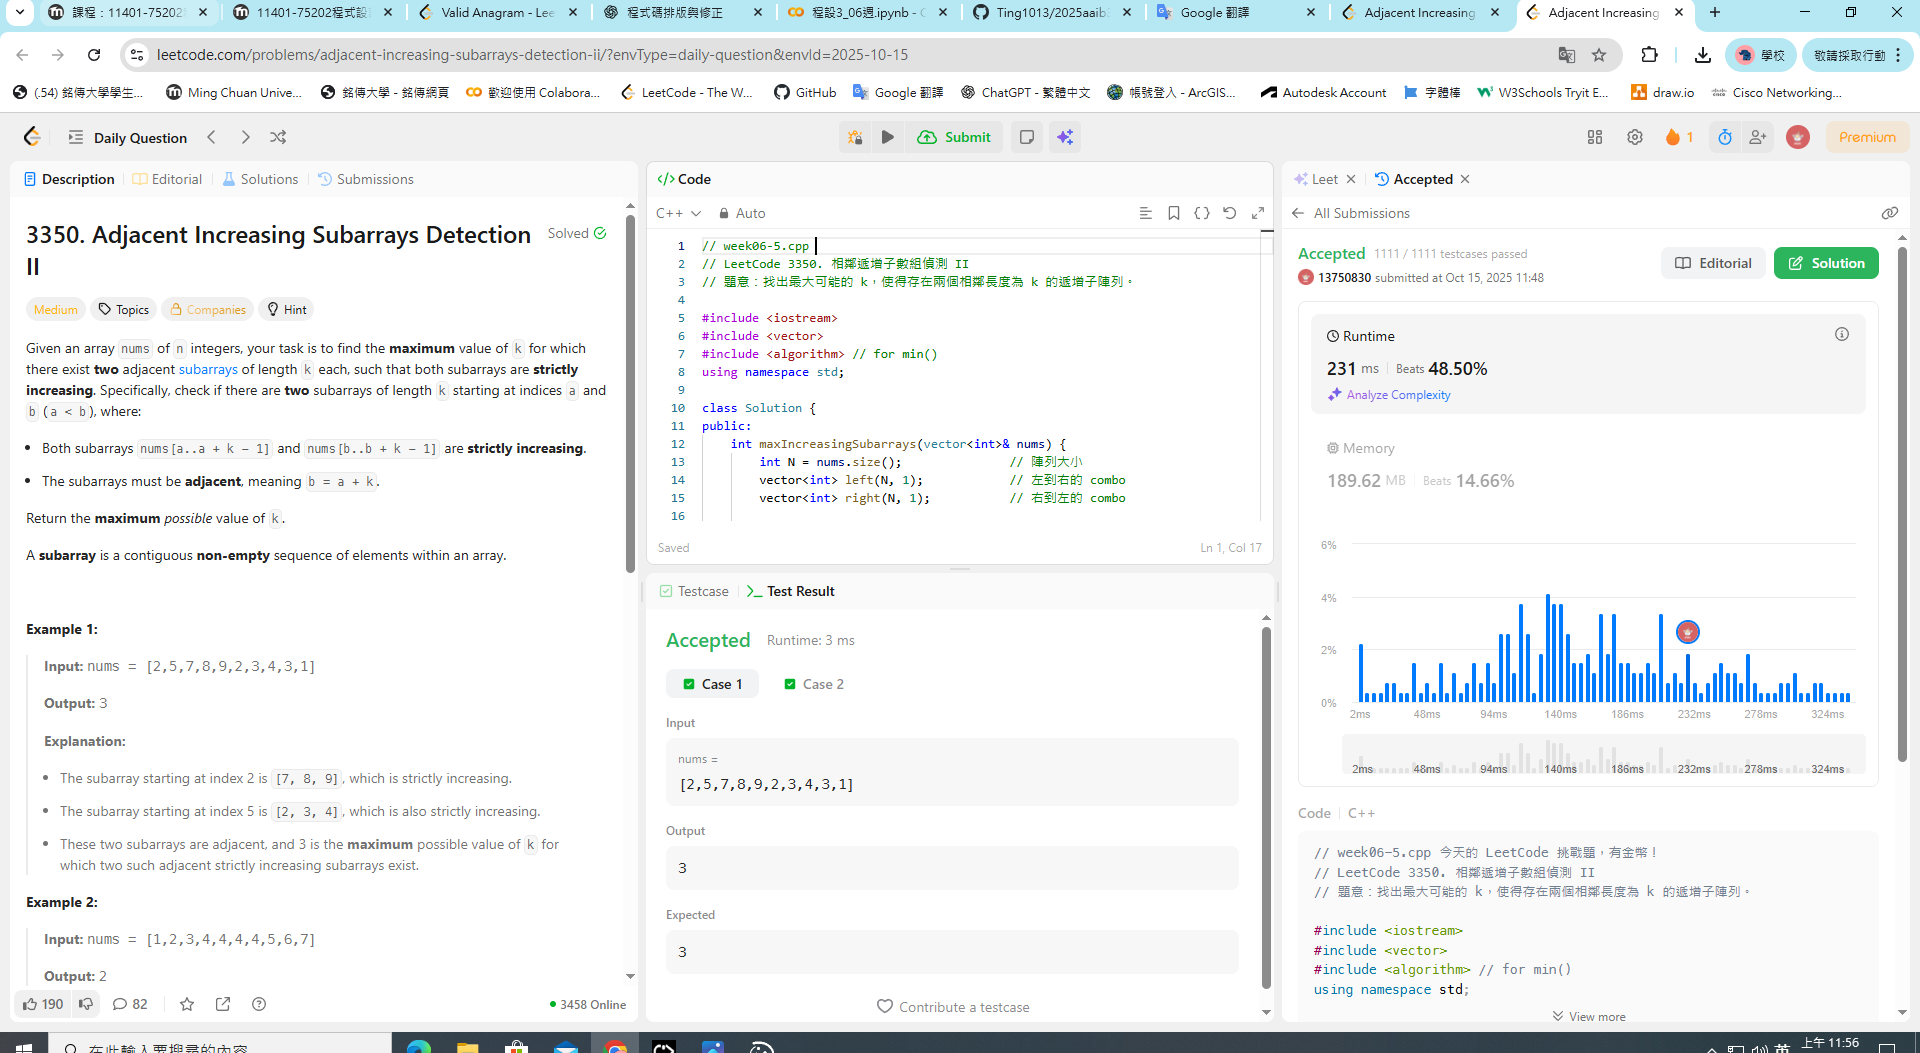 課程：11401-75202
11401-75202程式設
Valid Anagram - Lee
程式碼排版與修正
程設3_06週.ipynb - C
Ting1013/2025aaib
Google 翻譯
Adjacent Increasing
Adjacent Increasing
leetcode.com/problems/adjacent-increasing-subarrays-detection-ii/?envType=daily-question&envId=2025-10-15
學校
敬請採取行動
(.54) 銘傳大學學生...
Ming Chuan Unive...
銘傳大學 - 銘傳網頁
歡迎使用 Colabora...
LeetCode - The W...
GitHub
Google 翻譯
ChatGPT - 繁體中文
帳號登入 - ArcGIS...
Autodesk Account
字體棒
W3Schools Tryit E...
draw.io
Cisco Networking...
Daily Question
Submit
1
Premium
Description
Editorial
Solutions
Submissions
3350. Adjacent Increasing Subarrays Detection
II
Solved
Medium
Topics
Companies
Hint
Given an array nums of n integers, your task is to find the maximum value of k for which
there exist two adjacent subarrays of length k each, such that both subarrays are strictly
increasing. Specifically, check if there are two subarrays of length k starting at indices a and
b (a < b), where:
• Both subarrays nums[a..a + k - 1] and nums[b..b + k - 1] are strictly increasing.
• The subarrays must be adjacent, meaning b = a + k.
Return the maximum possible value of k.
A subarray is a contiguous non-empty sequence of elements within an array.
Example 1:
Input: nums = [2,5,7,8,9,2,3,4,3,1]
Output: 3
Explanation:
• The subarray starting at index 2 is [7, 8, 9], which is strictly increasing.
• The subarray starting at index 5 is [2, 3, 4], which is also strictly increasing.
• These two subarrays are adjacent, and 3 is the maximum possible value of k for
which two such adjacent strictly increasing subarrays exist.
Example 2:
Input: nums = [1,2,3,4,4,4,4,5,6,7]
Output: 2
190
82
3458 Online
Code
C++
Auto
1 // week06-5.cpp
2 // LeetCode 3350. 相鄰遞增子數組偵測 II
3 // 題意：找出最大可能的 k，使得存在兩個相鄰長度為 k 的遞增子陣列。
4
5 #include <iostream>
6 #include <vector>
7 #include <algorithm> // for min()
8 using namespace std;
9
10 class Solution {
11 public:
12 int maxIncreasingSubarrays(vector<int>& nums) {
13 int N = nums.size(); // 陣列大小
14 vector<int> left(N, 1); // 左到右的 combo
15 vector<int> right(N, 1); // 右到左的 combo
16
Saved
Ln 1, Col 17
Testcase
Test Result
Accepted
Runtime: 3 ms
Case 1
Case 2
Input
nums =
[2,5,7,8,9,2,3,4,3,1]
Output
3
Expected
3
Contribute a testcase
Leet
Accepted
All Submissions
Accepted 1111 / 1111 testcases passed
13750830 submitted at Oct 15, 2025 11:48
Editorial
Solution
Runtime
231 ms Beats 48.50%
Analyze Complexity
Memory
189.62 MB Beats 14.66%
6%
4%
2%
0%
2ms 48ms 94ms 140ms 186ms 232ms 278ms 324ms
2ms 48ms 94ms 140ms 186ms 232ms 278ms 324ms
Code C++
// week06-5.cpp 今天的 LeetCode 挑戰題，有金幣！
// LeetCode 3350. 相鄰遞增子數組偵測 II
// 題意：找出最大可能的 k，使得存在兩個相鄰長度為 k 的遞增子陣列。
#include <iostream>
#include <vector>
#include <algorithm> // for min()
using namespace std;
View more
在此輸入要搜尋的內容
英
上午 11:56